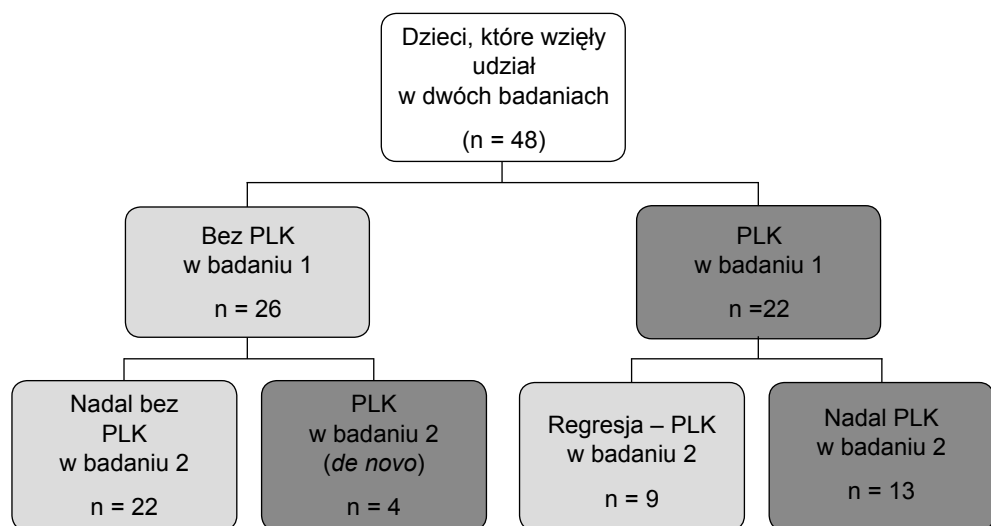 Dzieci, które wzięły
udział
w dwóch badaniach
(n = 48)
Bez PLK
w badaniu 1
n = 26
PLK
w badaniu 1
n =22
Nadal bez
PLK
w badaniu 2
n = 22
PLK
w badaniu 2
(de novo)
n = 4
Regresja – PLK
w badaniu 2
n = 9
Nadal PLK
w badaniu 2
n = 13